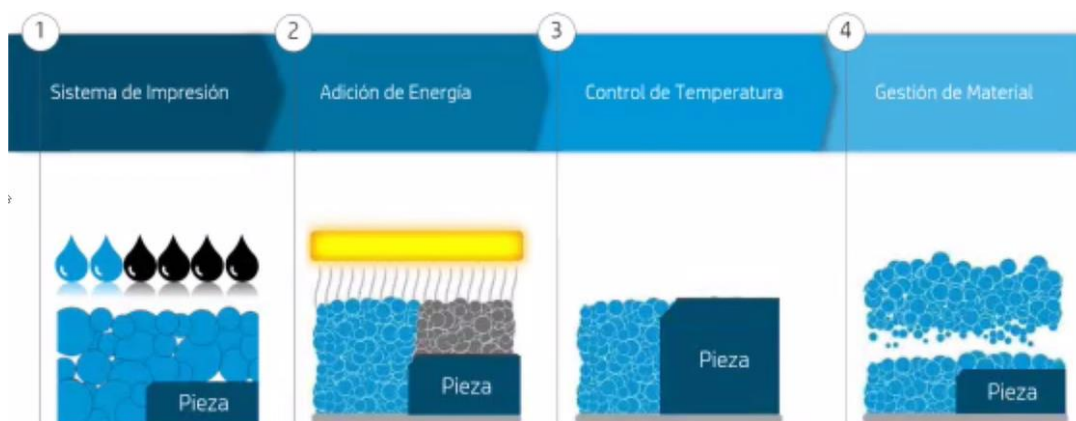 1
2
3
4
Sistema de Impresión
Adición de Energía
Control de Temperatura
Gestión de Material
Pieza
Pieza
Pieza
Pieza